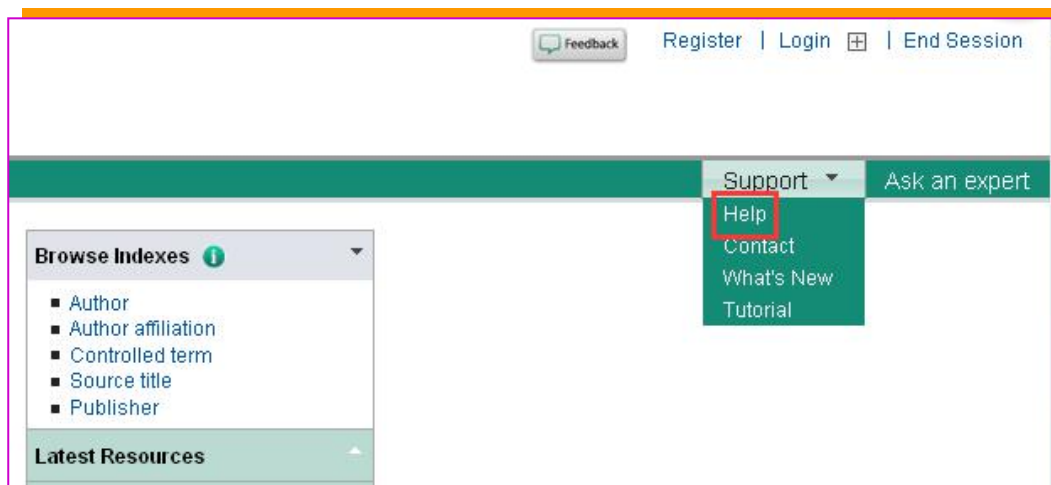 Feedback Register | Login | End Session
Support Ask an expert
Help
Contact
What's New
Tutorial
Browse Indexes i
Author
Author affiliation
Controlled term
Source title
Publisher
Latest Resources